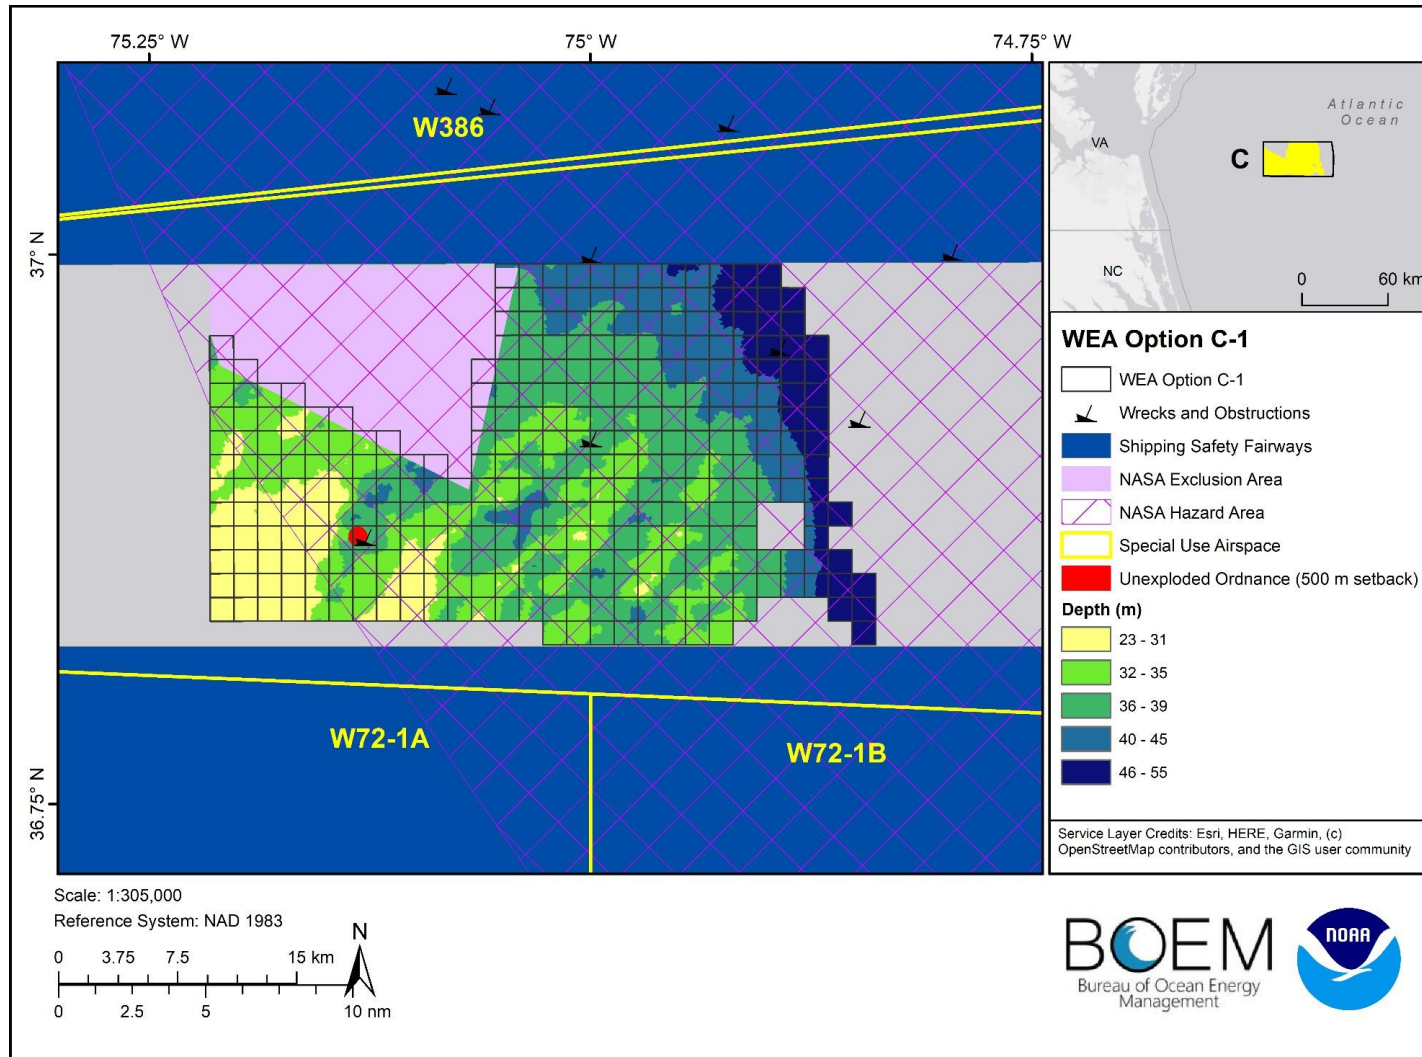 75.25° W
75° W
74.75° W
37° N
36.75° N
W386
W72-1A
W72-1B
Atlantic
Ocean
VA
C
NC
0 60 km
WEA Option C-1
WEA Option C-1
Wrecks and Obstructions
Shipping Safety Fairways
NASA Exclusion Area
NASA Hazard Area
Special Use Airspace
Unexploded Ordnance (500 m setback)
Depth (m)
23 - 31
32 - 35
36 - 39
40 - 45
46 - 55
Service Layer Credits: Esri, HERE, Garmin, (c)
OpenStreetMap contributors, and the GIS user community
Scale: 1:305,000
Reference System: NAD 1983
0 3.75 7.5 15 km
0 2.5 5 10 nm
N
BOEM
Bureau of Ocean Energy
Management
NOAA